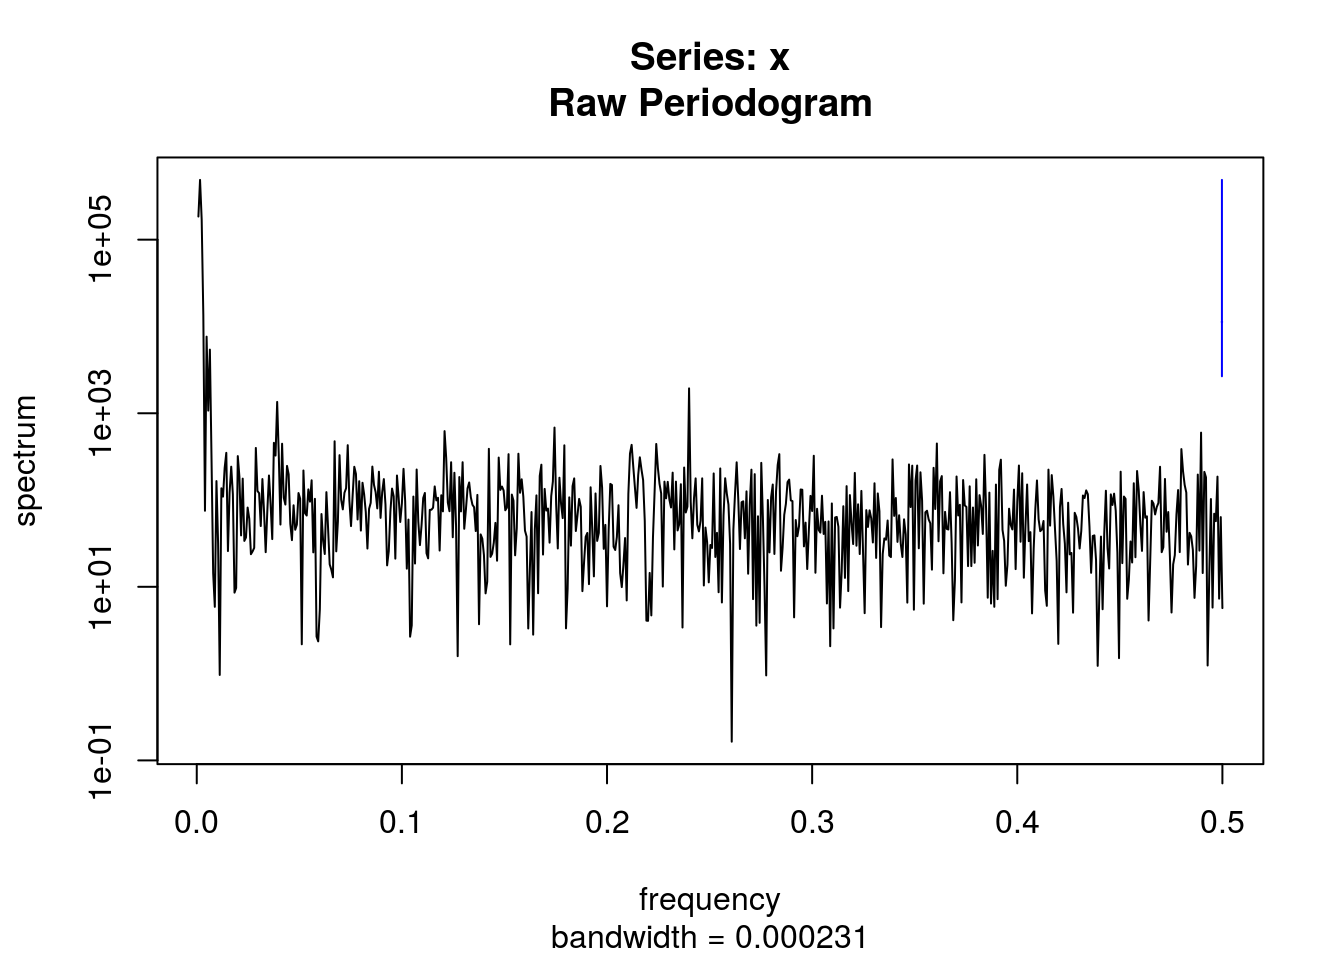 Series: x
Raw Periodogram
spectrum
1e+05
1e+03
1e+01
1e-01
0.0 0.1 0.2 0.3 0.4 0.5
frequency
bandwidth = 0.000231